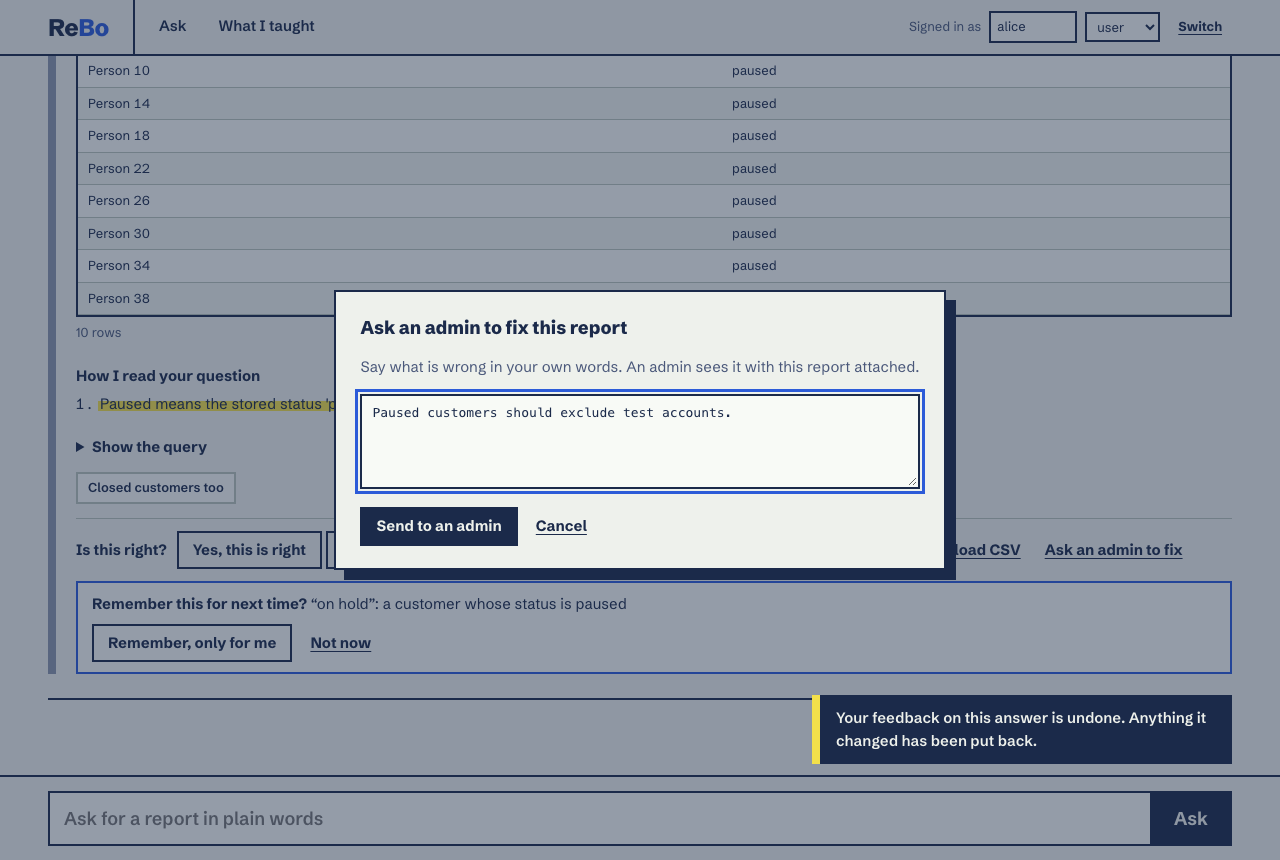 ReBo
Ask
What I taught
Signed in as
alice
user
Switch
Person 10 paused
Person 14 paused
Person 18 paused
Person 22 paused
Person 26 paused
Person 30 paused
Person 34 paused
Person 38
10 rows
How I read your question
1. Paused means the stored status 'p
Show the query
Closed customers too
Is this right?
Yes, this is right
load CSV
Ask an admin to fix
Ask an admin to fix this report
Say what is wrong in your own words. An admin sees it with this report attached.
Paused customers should exclude test accounts.
Send to an admin
Cancel
Remember this for next time? “on hold”: a customer whose status is paused
Remember, only for me
Not now
Your feedback on this answer is undone. Anything it
changed has been put back.
Ask for a report in plain words
Ask